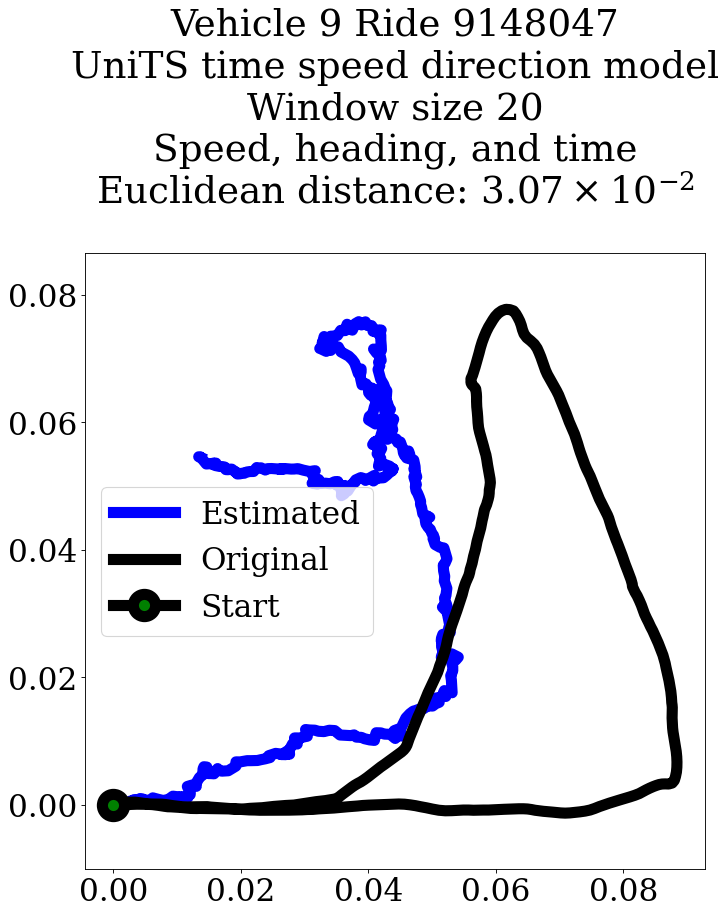 Vehicle 9 Ride 9148047
UniTS time speed direction model
Window size 20
Speed, heading, and time
Euclidean distance: $3.07 \times 10^{-2}$
0.08
0.06
0.04
0.02
0.00
Estimated
Original
Start
0.00 0.02 0.04 0.06 0.08